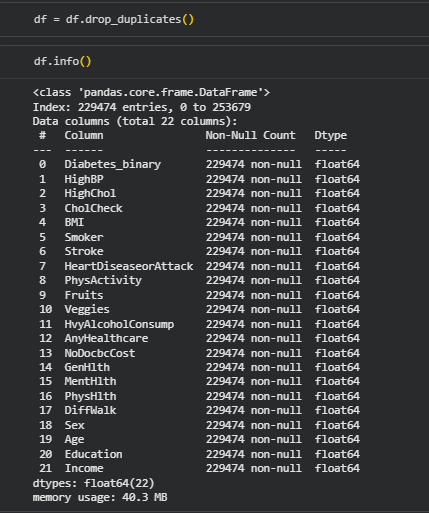 df = df.drop_duplicates()
df.info()
<class 'pandas.core.frame.DataFrame'>
Index: 229474 entries, 0 to 253679
Data columns (total 22 columns):
 #   Column                Non-Null Count   Dtype
---  ------                --------------   -----
 0   Diabetes_binary       229474 non-null  float64
 1   HighBP                229474 non-null  float64
 2   HighChol              229474 non-null  float64
 3   CholCheck             229474 non-null  float64
 4   BMI                   229474 non-null  float64
 5   Smoker                229474 non-null  float64
 6   Stroke                229474 non-null  float64
 7   HeartDiseaseorAttack  229474 non-null  float64
 8   PhysActivity          229474 non-null  float64
 9   Fruits                229474 non-null  float64
 10  Veggies               229474 non-null  float64
 11  HvyAlcoholConsump     229474 non-null  float64
 12  AnyHealthcare         229474 non-null  float64
 13  NoDocbcCost           229474 non-null  float64
 14  GenHlth               229474 non-null  float64
 15  MentHlth              229474 non-null  float64
 16  PhysHlth              229474 non-null  float64
 17  DiffWalk              229474 non-null  float64
 18  Sex                   229474 non-null  float64
 19  Age                   229474 non-null  float64
 20  Education             229474 non-null  float64
 21  Income                229474 non-null  float64
dtypes: float64(22)
memory usage: 40.3 MB